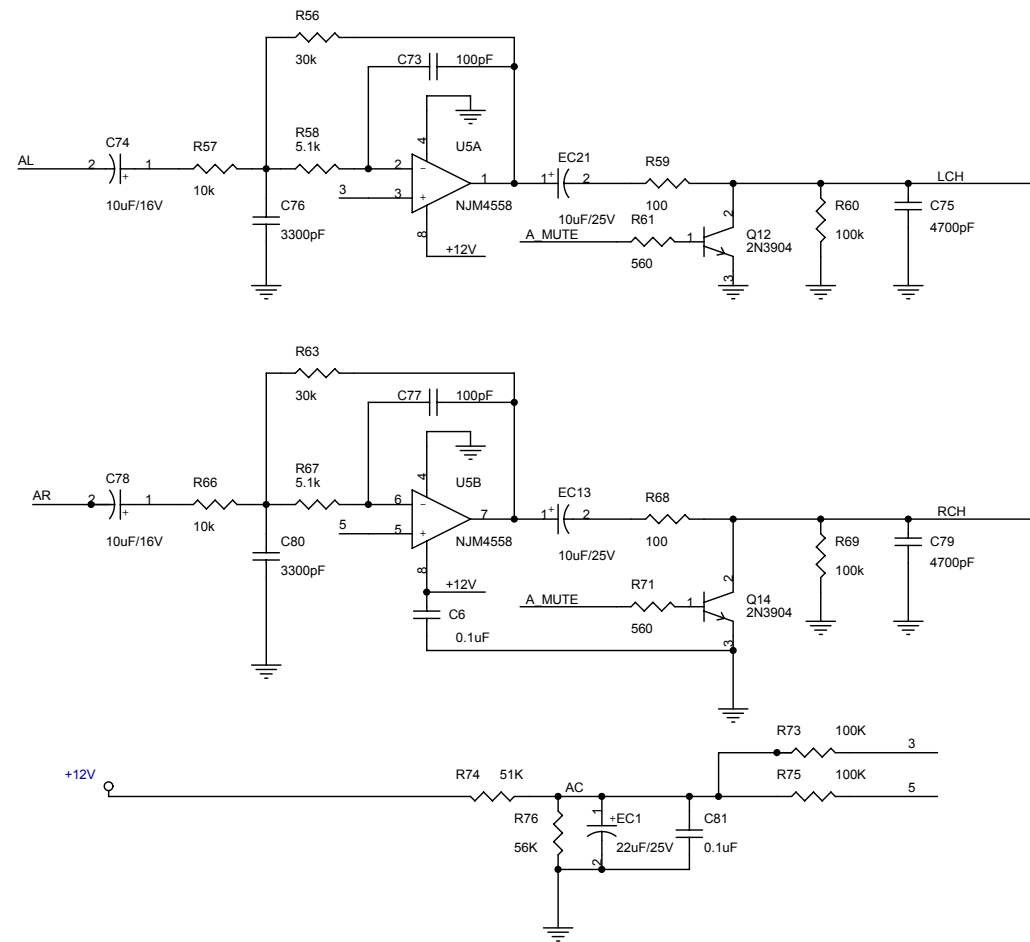 R56
30k
C73 100pF
4
U5A
C74
R57
R58
5.1k
AL 2 1
+
10k
10uF/16V
C76
3300pF
2 -
3 3 +
1
NJM4558
8
+12V
EC21
1 + 2
10uF/25V
R59
100
LCH
A_MUTE
R61
560
1
2
3
Q12
2N3904
R60
100k
C75
4700pF
R63
30k
C77 100pF
4
U5B
C78
R66
R67
5.1k
AR 2 1
+
10k
10uF/16V
C80
3300pF
6 -
5 5 +
7
NJM4558
8
+12V
C6
0.1uF
EC13
1 + 2
10uF/25V
R68
100
RCH
A_MUTE
R71
560
1
2
3
Q14
2N3904
R69
100k
C79
4700pF
R73 100K 3
+12V
R74 51K
AC
R75 100K 5
R76
56K
1
+EC1
2
22uF/25V
C81
0.1uF